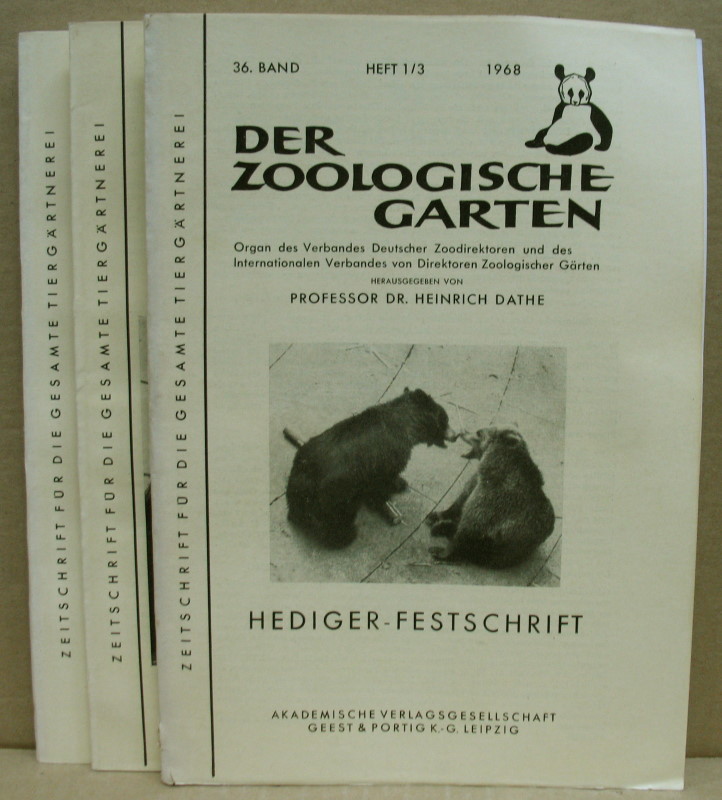 ZEITSCHRIFT FÜR DIE GESAMTE TIERGÄRTNEREI
ZEITSCHRIFT FÜR DIE GESAMTE TIERGÄRTNEREI
ZEITSCHRIFT FÜR DIE GESAMTE TIERGÄRTNEREI
36. BAND HEFT 1/3 1968
DER
ZOOLOGISCHE
GARTEN
Organ des Verbandes Deutscher Zoodirektoren und des
Internationalen Verbandes von Direktoren Zoologischer Gärten
HERAUSGEGEBEN VON
PROFESSOR DR. HEINRICH DATHE
HEDIGER-FESTSCHRIFT
AKADEMISCHE VERLAGSGESELLSCHAFT
GEEST & PORTIG K.-G. LEIPZIG